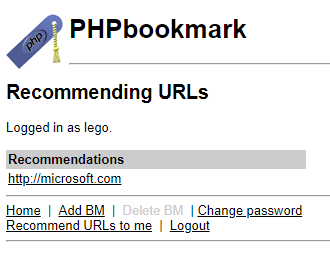 php
PHPbookmark
Recommending URLs
Logged in as lego.
Recommendations
http://microsoft.com
Home | Add BM | Delete BM | Change password
Recommend URLs to me | Logout